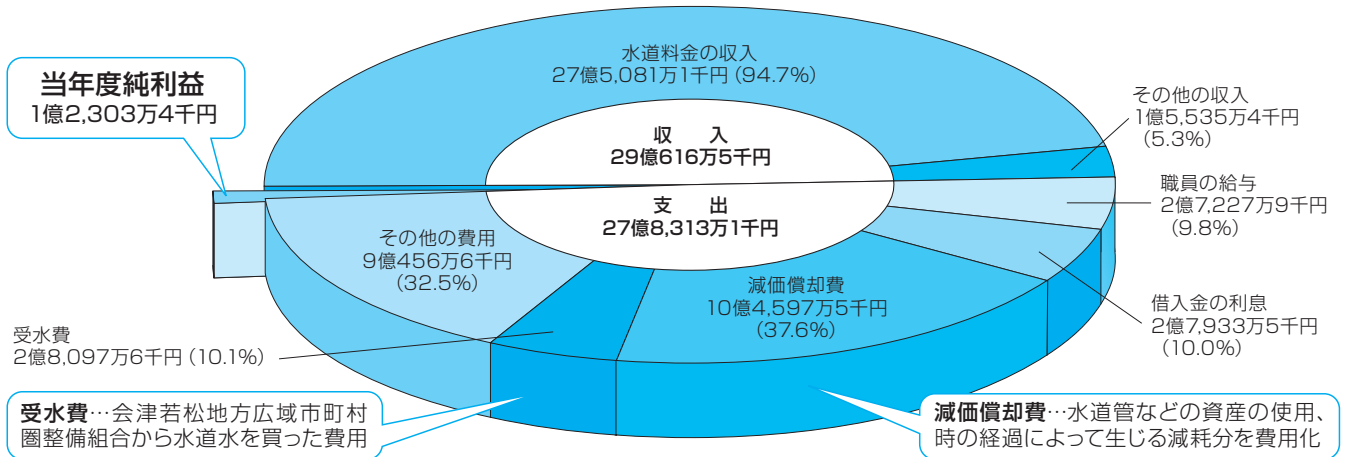 水道料金の収入
27億5,081万1千円（94.7%）
当年度純利益
1億2,303万4千円
その他の収入
1億5,535万4千円
（5.3%）
収　入
29億616万5千円
支　出
27億8,313万1千円
職員の給与
2億7,227万9千円
（9.8%）
その他の費用
9億456万6千円
（32.5%）
減価償却費
10億4,597万5千円
（37.6%）
借入金の利息
2億7,933万5千円
（10.0%）
受水費
2億8,097万6千円（10.1%）
受水費…会津若松地方広域市町村
圏整備組合から水道水を買った費用
減価償却費…水道管などの資産の使用、
時の経過によって生じる減耗分を費用化